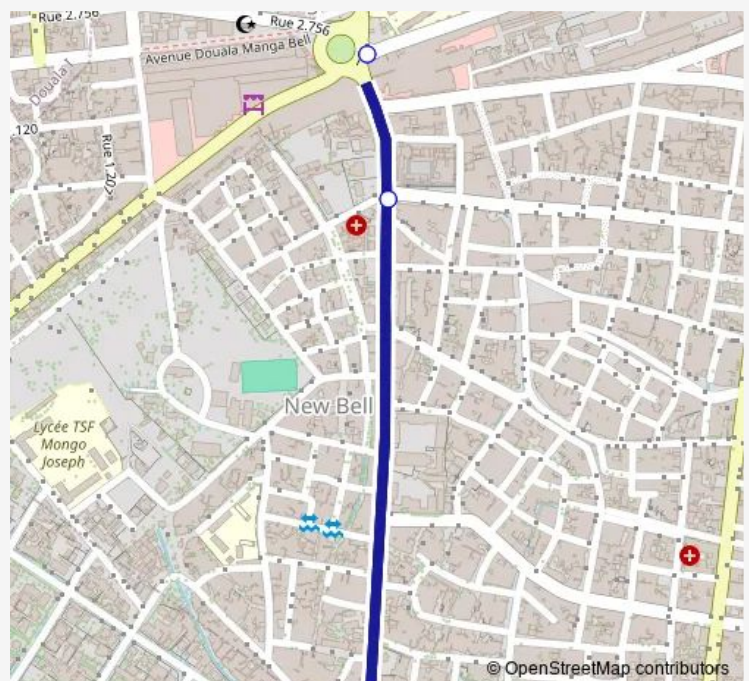 Rue 2.756
Rue 2.756
Avenue Douala Manga Bell
Douala I
120
Rue 1.202
New Bell
Lycée TSF
Mongo
Joseph
© OpenStreetMap contributors